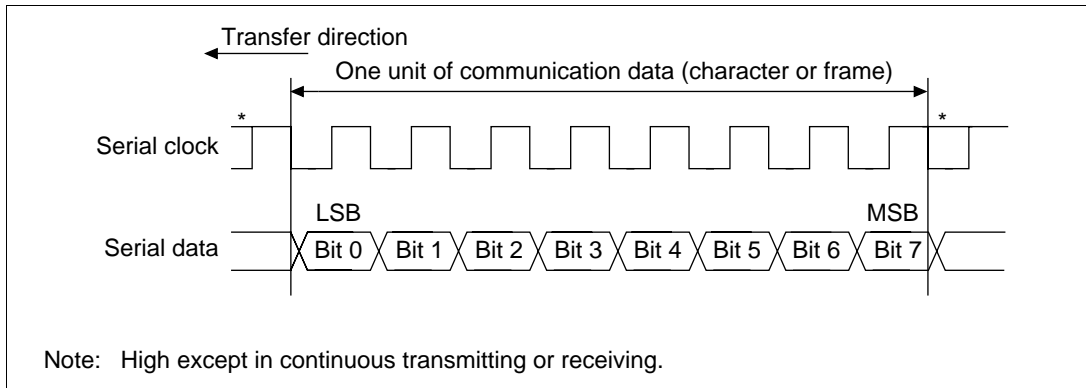 Transfer direction
One unit of communication data (character or frame)
* *
Serial clock
LSB MSB
Serial data Bit 0 Bit 1 Bit 2 Bit 3 Bit 4 Bit 5 Bit 6 Bit 7
Note: High except in continuous transmitting or receiving.